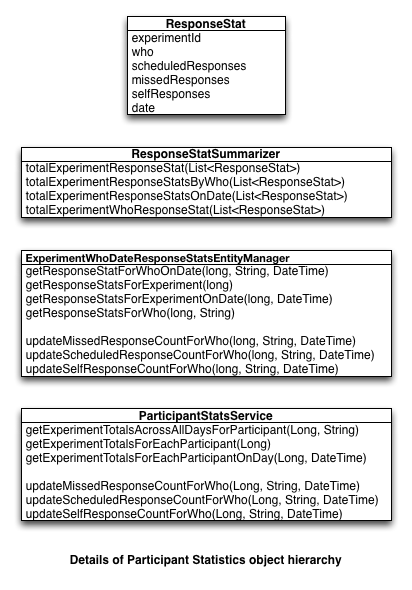 ResponseStat
experimentId
who
scheduledResponses
missedResponses
selfResponses
date
ResponseStatSummarizer
totalExperimentResponseStat(List<ResponseStat>)
totalExperimentResponseStatsByWho(List<ResponseStat>)
totalExperimentResponseStatsOnDate(List<ResponseStat>)
totalExperimentWhoResponseStat(List<ResponseStat>)
ExperimentWhoDateResponseStatsEntityManager
getResponseStatForWhoOnDate(long, String, DateTime)
getResponseStatsForExperiment(long)
getResponseStatsForExperimentOnDate(long, DateTime)
getResponseStatsForWho(long, String)
updateMissedResponseCountForWho(long, String, DateTime)
updateScheduledResponseCountForWho(long, String, DateTime)
updateSelfResponseCountForWho(long, String, DateTime)
ParticipantStatsService
getExperimentTotalsAcrossAllDaysForParticipant(Long, String)
getExperimentTotalsForEachParticipant(Long)
getExperimentTotalsForEachParticipantOnDay(Long, DateTime)
updateMissedResponseCountForWho(Long, String, DateTime)
updateScheduledResponseCountForWho(Long, String, DateTime)
updateSelfResponseCountForWho(Long, String, DateTime)
Details of Participant Statistics object hierarchy